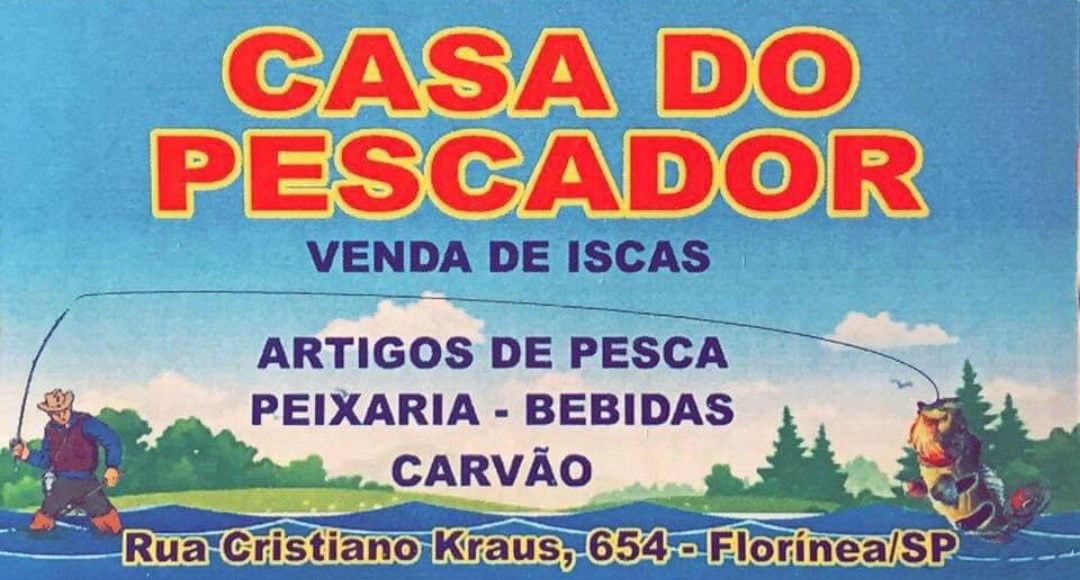 CASA DO
PESCADOR
VENDA DE ISCAS
ARTIGOS DE PESCA
PEIXARIA - BEBIDAS
CARVÃO
Rua Cristiano Kraus, 654 - Florínea/SP